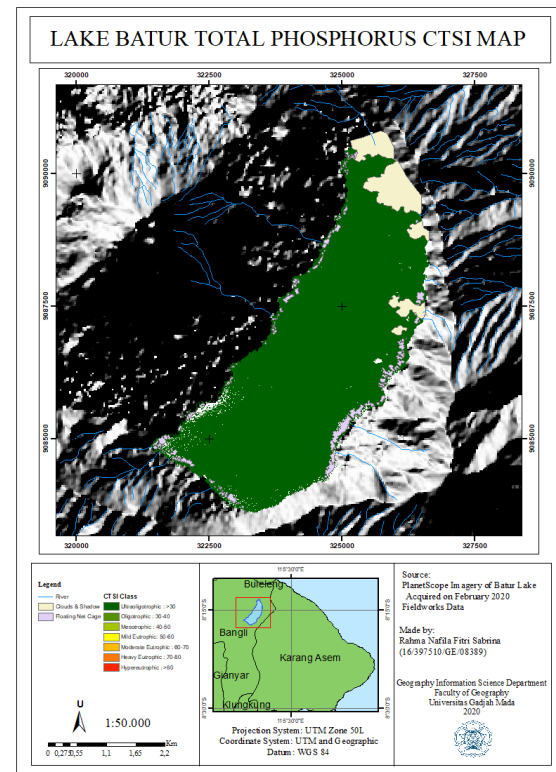 LAKE BATUR TOTAL PHOSPHORUS CTSI MAP
320000
322500
325000
327500
9090000
9090000
9087500
9087500
9085000
9085000
320000
322500
325000
327500
Legend
River
Clouds & Shadow
Floating Net Cage
CTSI Class
Ultraoligotrophic : >30
Oligotrophic : 30-40
Mesotrophic : 40-50
Mild Eutrophic: 50-60
Moderate Eutrophic : 60-70
Heavy Eutrophic : 70-80
Hypereutrophic : >80
U
1:50.000
Km
0 0,275 0,55 1,1 1,65 2,2
115°30'0"E
8°15'0"S
8°15'0"S
8°30'0"S
8°30'0"S
Buleleng
Bangli
Karang Asem
Gianyar
Klungkung
115°30'0"E
Projection System: UTM Zone 50L
Coordinate System : UTM and Geographic
Datum : WGS 84
Source:
PlanetScope Imagery of Batur Lake
Acquired on February 2020
Fieldworks Data
Made by:
Rahma Nafila Fitri Sabrina
(16/397510/GE/08389)
Geography Information Science Department
Faculty of Geography
Universitas Gadjah Mada
2020